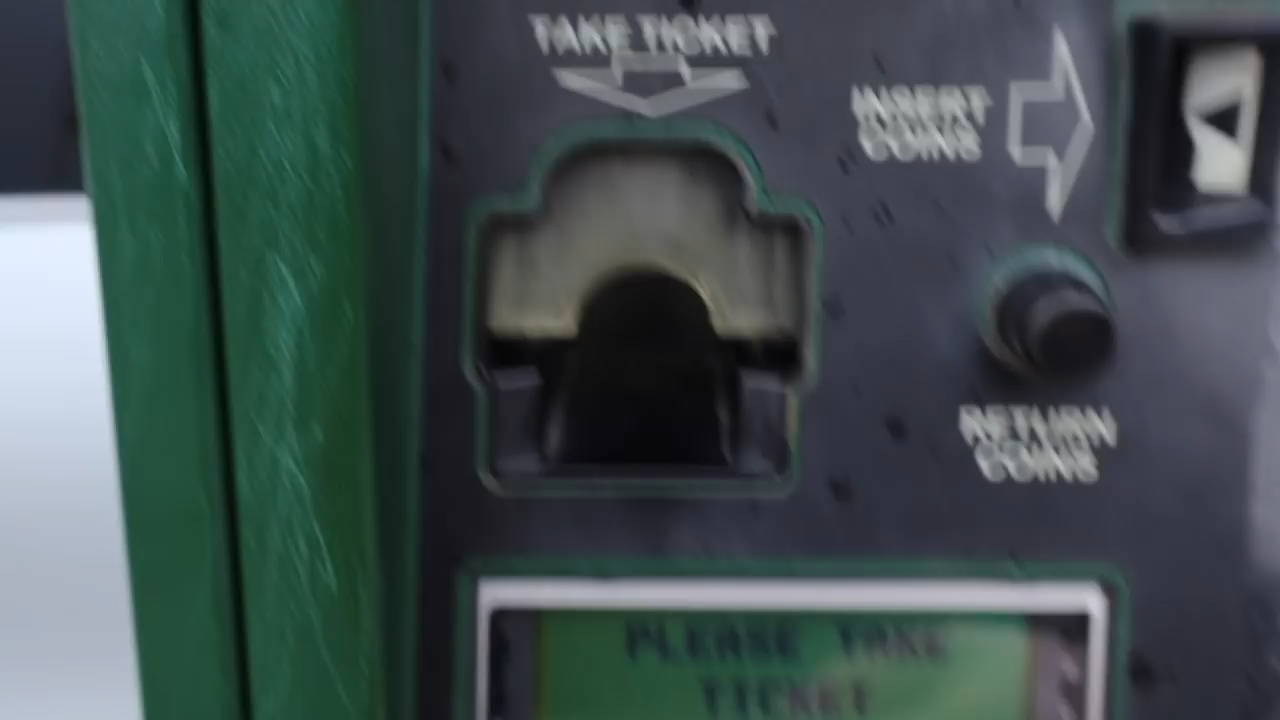 TAKE TICKET
INSERT
COINS
RETURN
COINS
PLEASE TAKE
TICKET